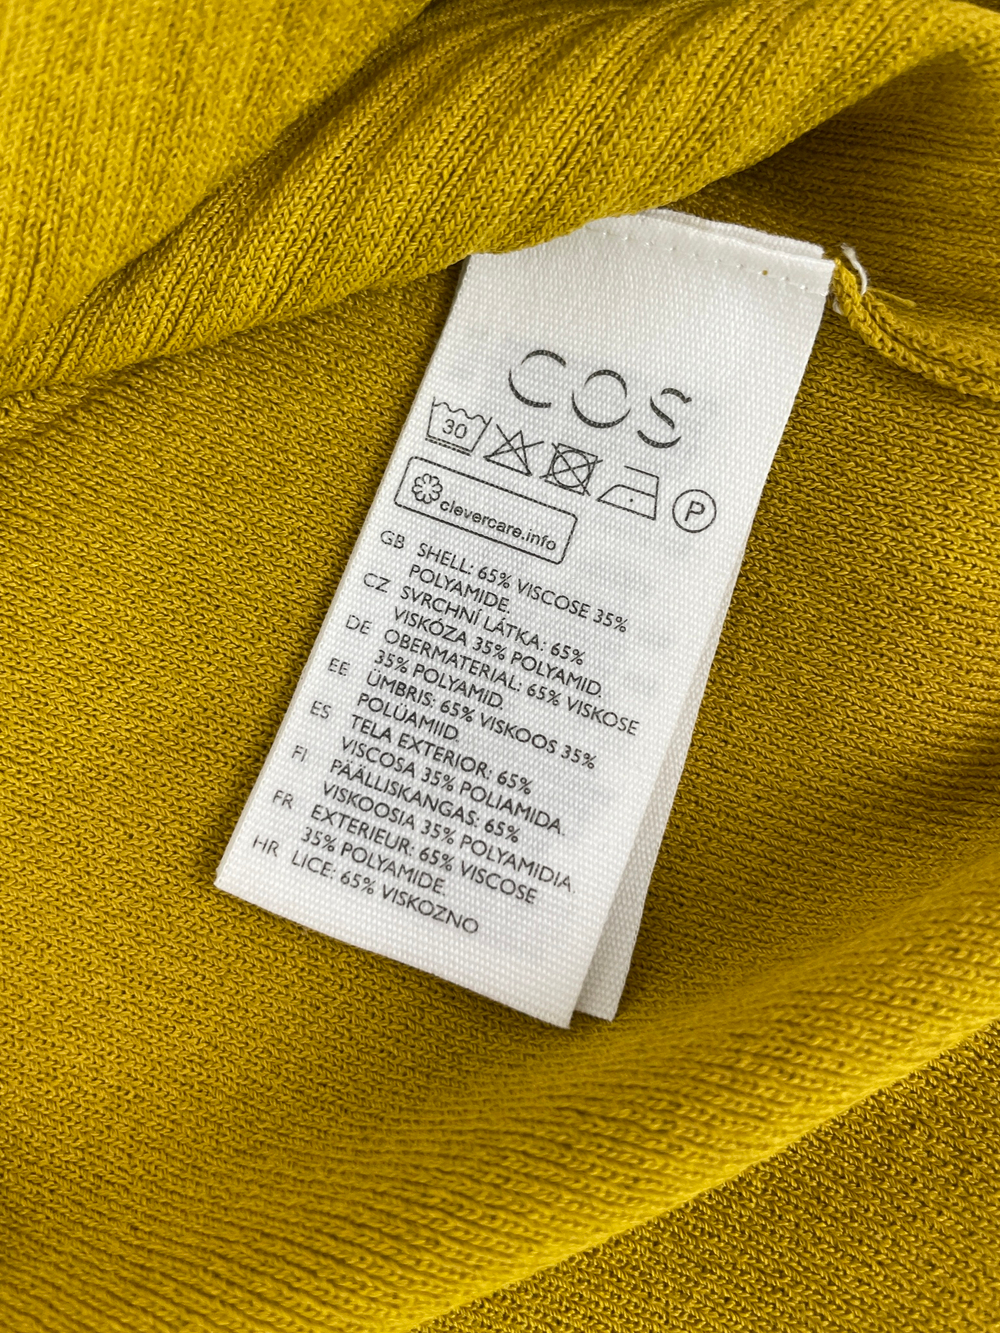 COS
30
P
clevercare.info
GB SHELL: 65% VISCOSE 35%
POLYAMIDE.
CZ SVRCHNÍ LÁTKA: 65%
VISKÓZA 35% POLYAMID.
DE OBERMATERIAL: 65% VISKOSE
35% POLYAMID.
EE ÜMBRIS: 65% VISKOOS 35%
POLÜAMIID.
ES TELA EXTERIOR: 65%
VISCOSA 35% POLIAMIDA.
FI PÄÄLLISKANGAS: 65%
VISKOOSIA 35% POLYAMIDIA.
FR EXTERIEUR: 65% VISCOSE
35% POLYAMIDE.
HR LICE: 65% VISKOZNO